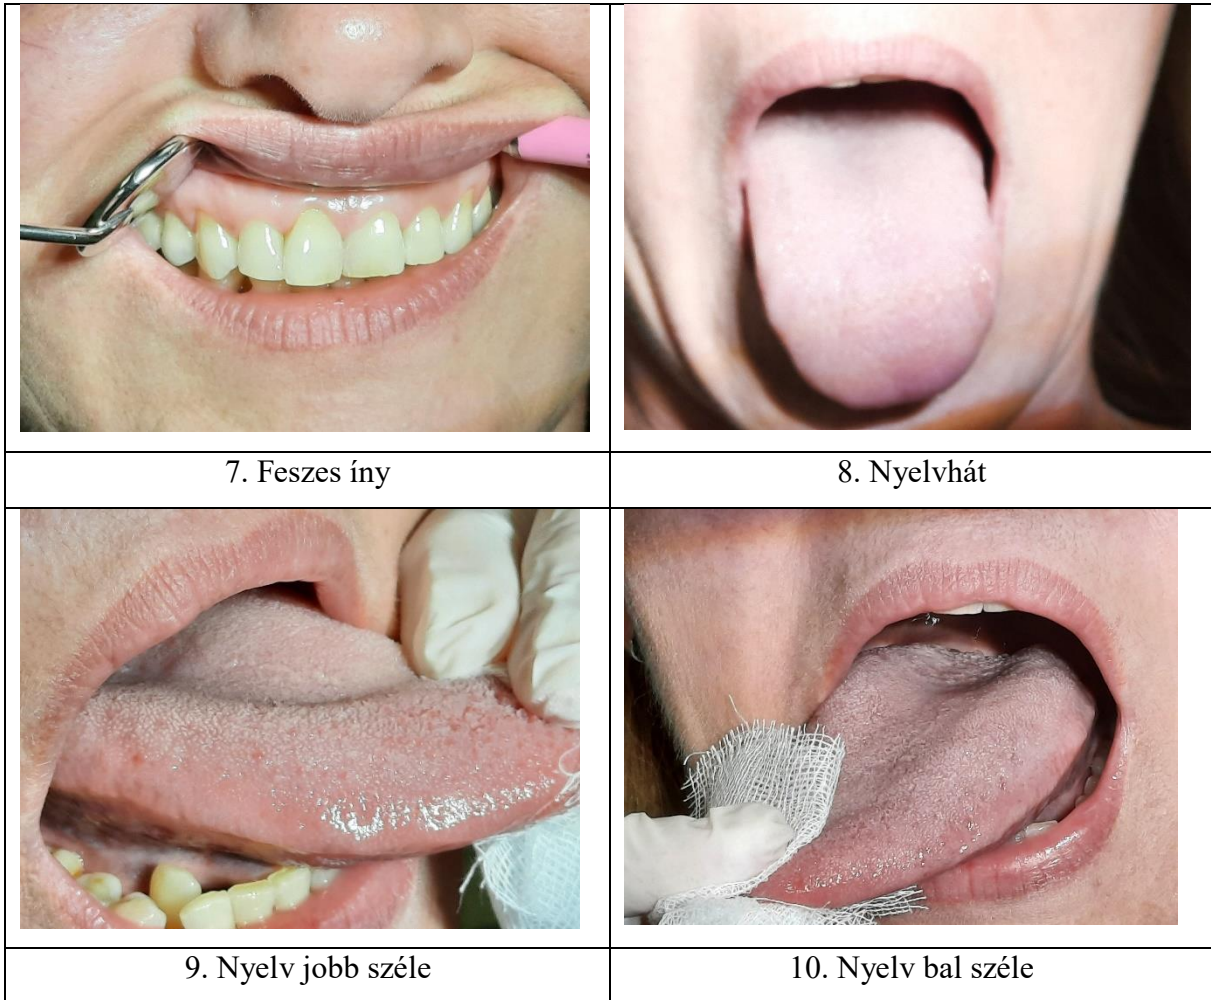 7. Feszes íny
8. Nyelvhát
9. Nyelv jobb széle
10. Nyelv bal széle